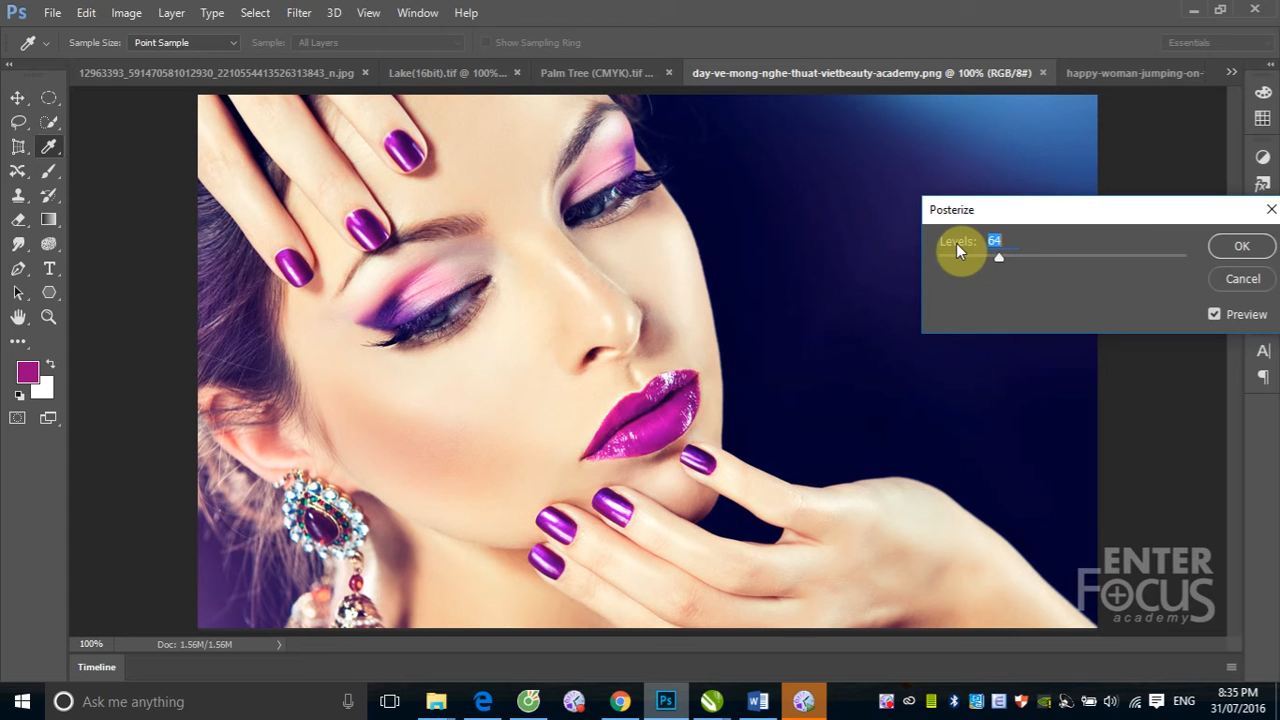 Ps File Edit Image Layer Type Select Filter 3D View Window Help
Sample Size: Point Sample Sample: All Layers Show Sampling Ring Essentials
12963393_591470581012930_2210554413526313843_n.jpg Lake(16bit).tif @ 100%... Palm Tree (CMYK).tif ... day-ve-mong-nghe-thuat-vietbeauty-academy.png @ 100% (RGB/8#) happy-woman-jumping-on-
Posterize
Levels: 64
OK
Cancel
Preview
ENTER
FOCUS
academy
100% Doc: 1.56M/1.56M
Timeline
Ask me anything
ENG
8:35 PM
31/07/2016